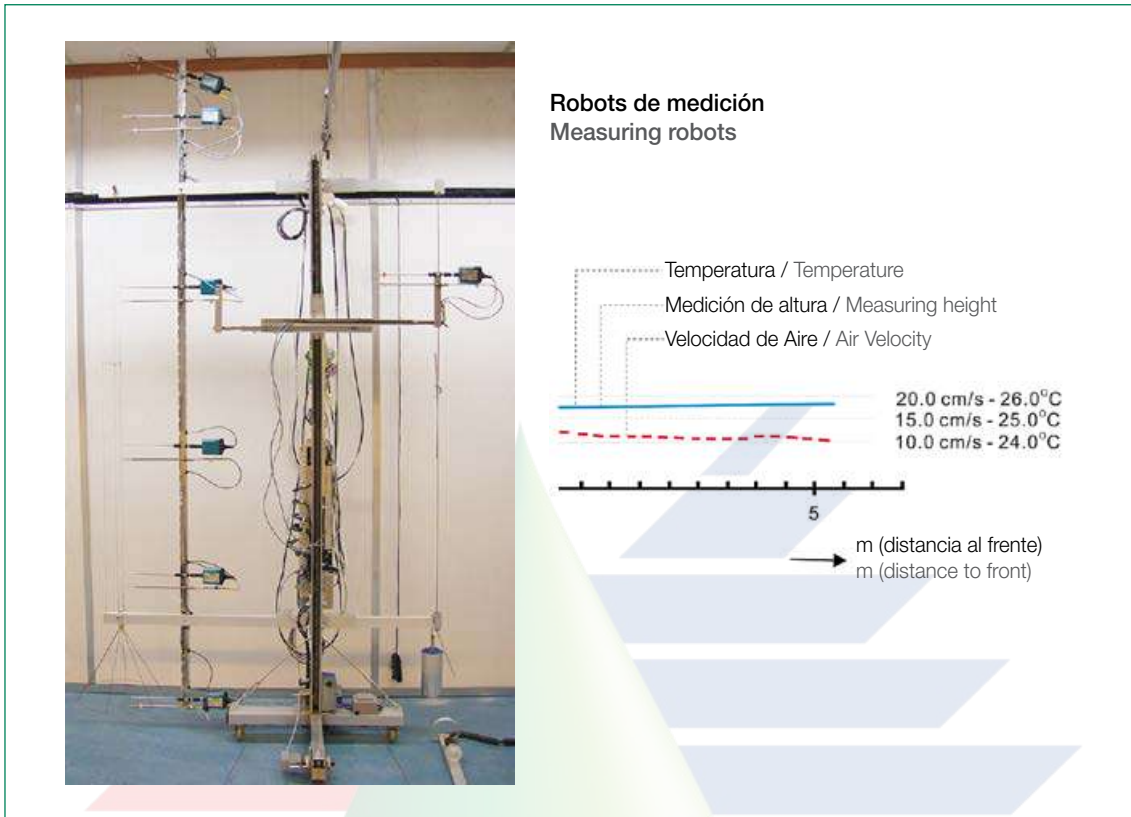 Robots de medición
Measuring robots
Temperatura / Temperature
Medición de altura / Measuring height
Velocidad de Aire / Air Velocity
20.0 cm/s - 26.0°C
15.0 cm/s - 25.0°C
10.0 cm/s - 24.0°C
5
m (distancia al frente)
m (distance to front)